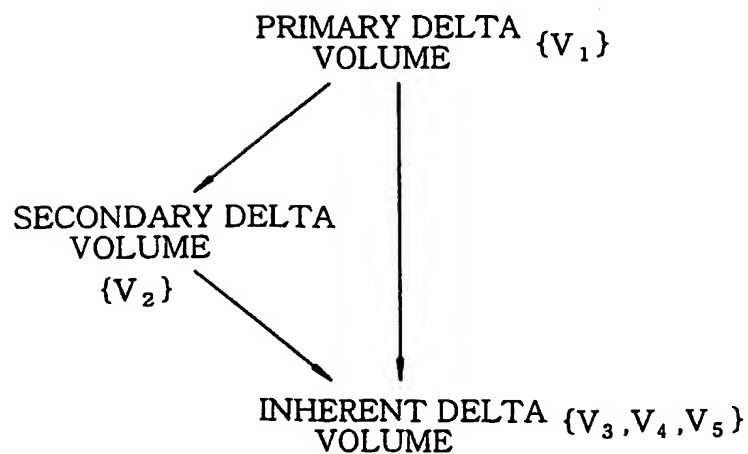 PRIMARY DELTA
VOLUME {V₁}
SECONDARY DELTA
VOLUME
{V₂}
INHERENT DELTA
VOLUME {V₃,V₄,V₅}